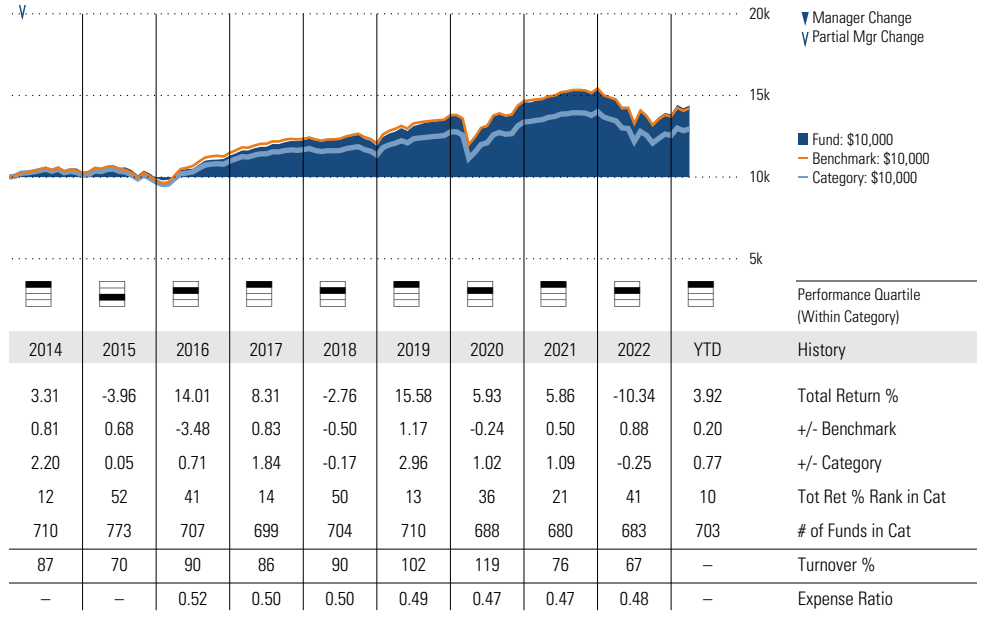 20k
Manager Change
Partial Mgr Change
15k
Fund: $10,000
Benchmark: $10,000
Category: $10,000
10k
5k
Performance Quartile
(Within Category)
2014 2015 2016 2017 2018 2019 2020 2021 2022 YTD History
3.31 -3.96 14.01 8.31 -2.76 15.58 5.93 5.86 -10.34 3.92 Total Return %
0.81 0.68 -3.48 0.83 -0.50 1.17 -0.24 0.50 0.88 0.20 +/- Benchmark
2.20 0.05 0.71 1.84 -0.17 2.96 1.02 1.09 -0.25 0.77 +/- Category
12 52 41 14 50 13 36 21 41 10 Tot Ret % Rank in Cat
710 773 707 699 704 710 688 680 683 703 # of Funds in Cat
87 70 90 86 90 102 119 76 67 – Turnover %
– – 0.52 0.50 0.50 0.49 0.47 0.47 0.48 – Expense Ratio